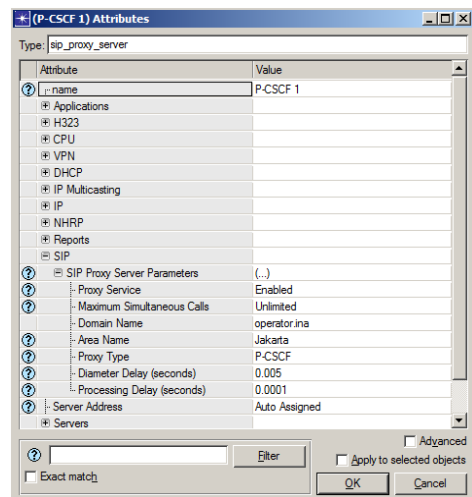 (P-CSCF 1) Attributes
Type: sip_proxy_server
Attribute Value
name P-CSCF 1
Applications
H323
CPU
VPN
DHCP
IP Multicasting
IP
NHRP
Reports
SIP
SIP Proxy Server Parameters (...)
Proxy Service Enabled
Maximum Simultaneous Calls Unlimited
Domain Name operator.ina
Area Name Jakarta
Proxy Type P-CSCF
Diameter Delay (seconds) 0.005
Processing Delay (seconds) 0.0001
Server Address Auto Assigned
Servers
Advanced
Filter Apply to selected objects
Exact match OK Cancel